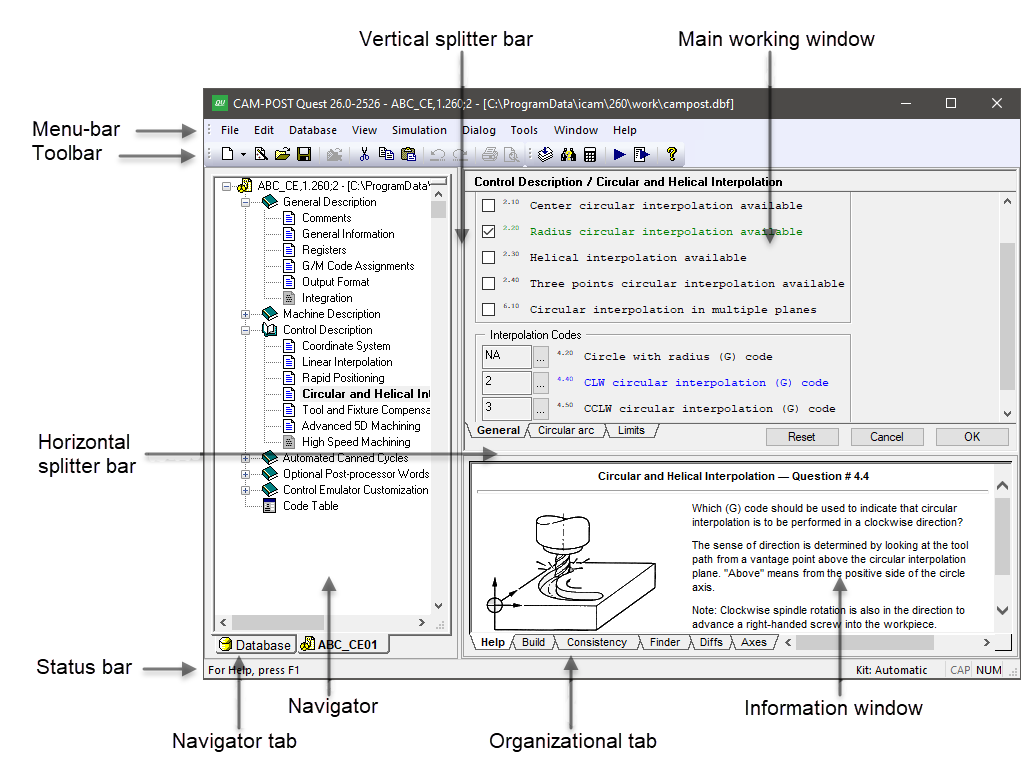 Vertical splitter bar
Main working window
CAM-POST Quest 26.0-2526 - ABC_CE,1.260;2 - [C:\ProgramData\icam\260\work\campost.dbf]
Menu-bar
File Edit Database View Simulation Dialog Tools Window Help
Toolbar
ABC_CE,1.260;2 - [C:\ProgramData\
General Description
Comments
General Information
Registers
G/M Code Assignments
Output Format
Integration
Machine Description
Control Description
Coordinate System
Linear Interpolation
Rapid Positioning
Circular and Helical Int
Tool and Fixture Compensa
Advanced 5D Machining
High Speed Machining
Automated Canned Cycles
Optional Post-processor Words
Control Emulator Customization
Code Table
Control Description / Circular and Helical Interpolation
2.10 Center circular interpolation available
2.20 Radius circular interpolation available
2.30 Helical interpolation available
2.40 Three points circular interpolation available
6.10 Circular interpolation in multiple planes
Interpolation Codes
NA ... 4.20 Circle with radius (G) code
2 ... 4.40 CLW circular interpolation (G) code
3 ... 4.50 CCLW circular interpolation (G) code
General Circular arc Limits
Reset Cancel OK
Horizontal
splitter bar
Circular and Helical Interpolation — Question # 4.4
Which (G) code should be used to indicate that circular
interpolation is to be performed in a clockwise direction?
The sense of direction is determined by looking at the tool
path from a vantage point above the circular interpolation
plane. "Above" means from the positive side of the circle
axis.
Note: Clockwise spindle rotation is also in the direction to
advance a right-handed screw into the workpiece.
Database ABC_CE01
Help Build Consistency Finder Diffs Axes
Status bar
For Help, press F1
Kit: Automatic CAP NUM
Navigator
Information window
Navigator tab
Organizational tab